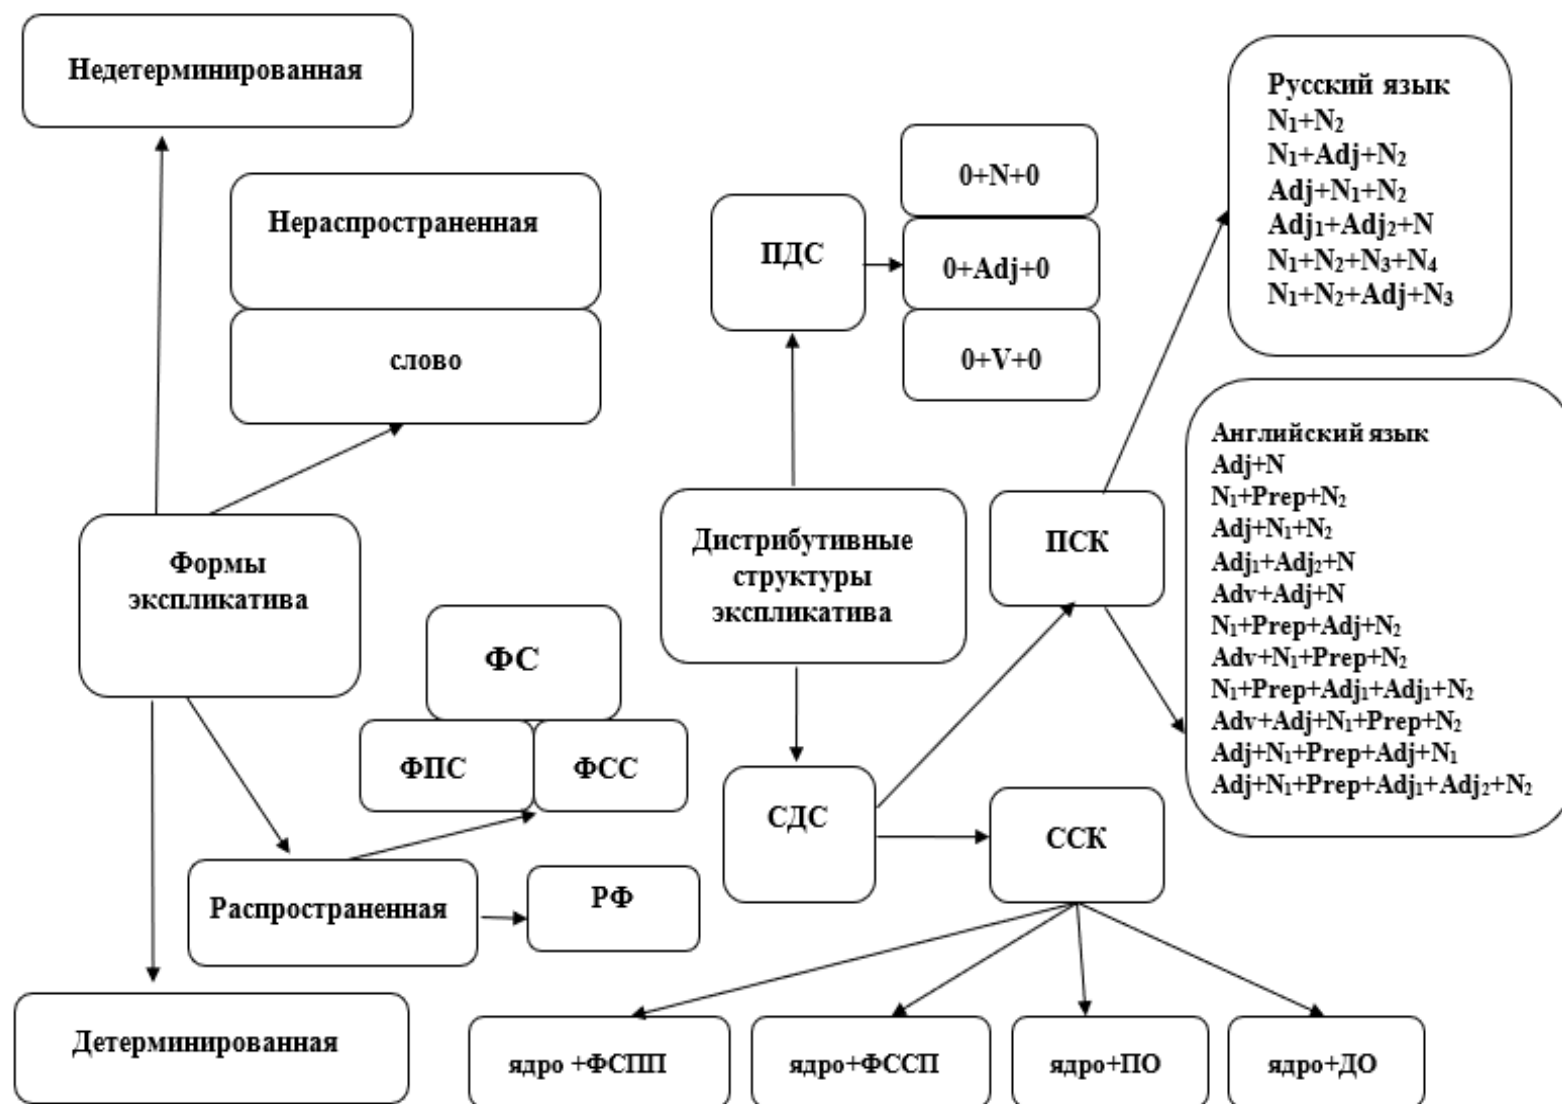 Недетерминированная
Нераспространенная
слово
Формы
экспликатива
ФС
ФПС
ФСС
Распространенная
РФ
Детерминированная
ПДС
0+N+0
0+Adj+0
0+V+0
Дистрибутивные
структуры
экспликатива
СДС
ПСК
ССК
Русский язык
N₁+N₂
N₁+Adj+N₂
Adj+N₁+N₂
Adj₁+Adj₂+N
N₁+N₂+N₃+N₄
N₁+N₂+Adj+N₃
Английский язык
Adj+N
N₁+Prep+N₂
Adj+N₁+N₂
Adj₁+Adj₂+N
Adv+Adj+N
N₁+Prep+Adj+N₂
Adv+N₁+Prep+N₂
N₁+Prep+Adj₁+Adj₁+N₂
Adv+Adj+N₁+Prep+N₂
Adj+N₁+Prep+Adj+N₁
Adj+N₁+Prep+Adj₁+Adj₂+N₂
ядро +ФСПП
ядро+ФССП
ядро+ПО
ядро+ДО